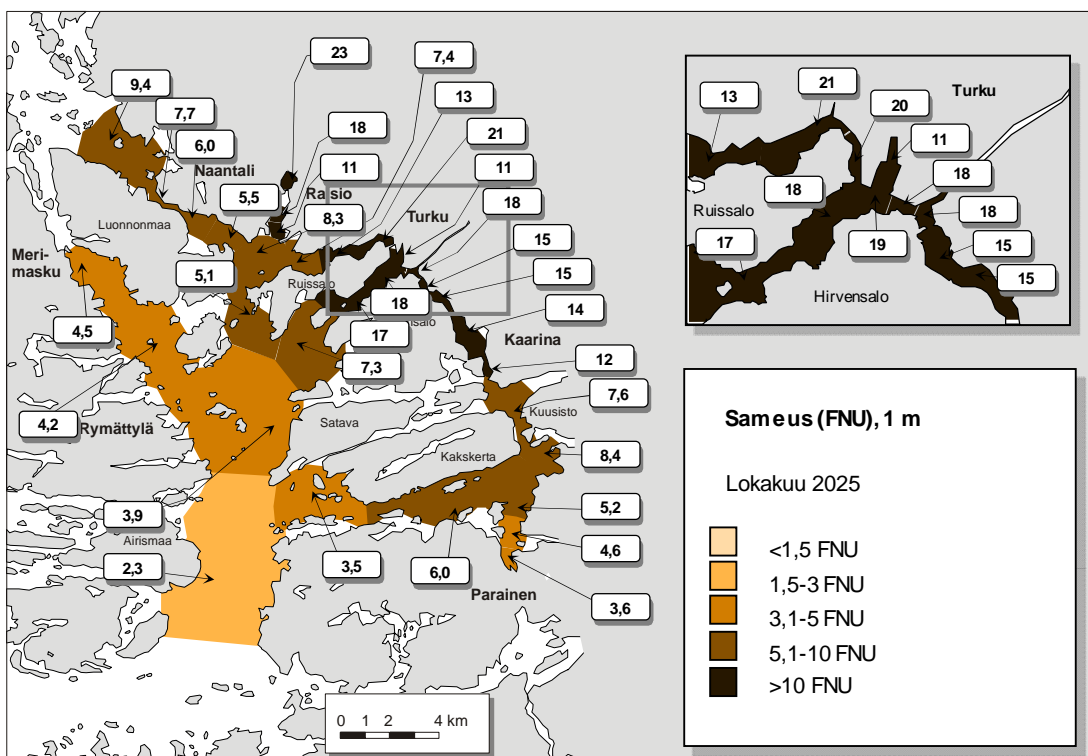 23
7,4
9,4
13
7,7
18
21
6,0
Naantali
11
11
Raisio
5,5
8,3
Turku
18
Luonnonmaa
Meri-
masku
5,1
Ruissalo
15
15
18
14
4,5
17
Kaarina
7,3
12
4,2
Rymättylä
7,6
Satava
Kuusisto
Kakskerta
8,4
3,9
5,2
Airismaa
4,6
2,3
3,5
6,0
Parainen
3,6
0 1 2 4 km
21
Turku
13
20
11
18
18
Ruissalo
18
17
19
15
Hirvensalo
15
Sameus (FNU), 1 m
Lokakuu 2025
<1,5 FNU
1,5-3 FNU
3,1-5 FNU
5,1-10 FNU
>10 FNU